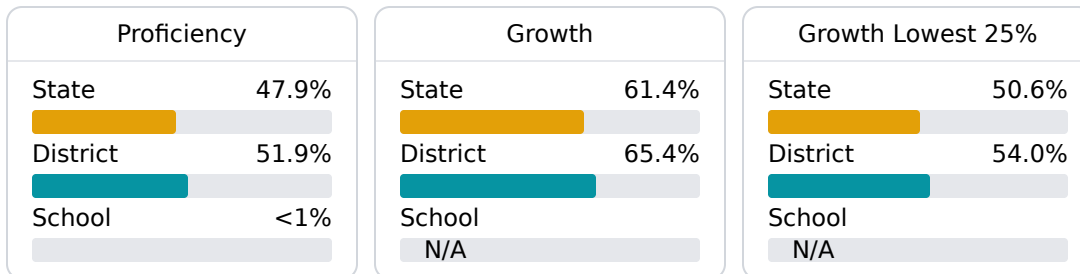 Proficiency
State 47.9%
District 51.9%
School <1%
Growth
State 61.4%
District 65.4%
School
N/A
Growth Lowest 25%
State 50.6%
District 54.0%
School
N/A